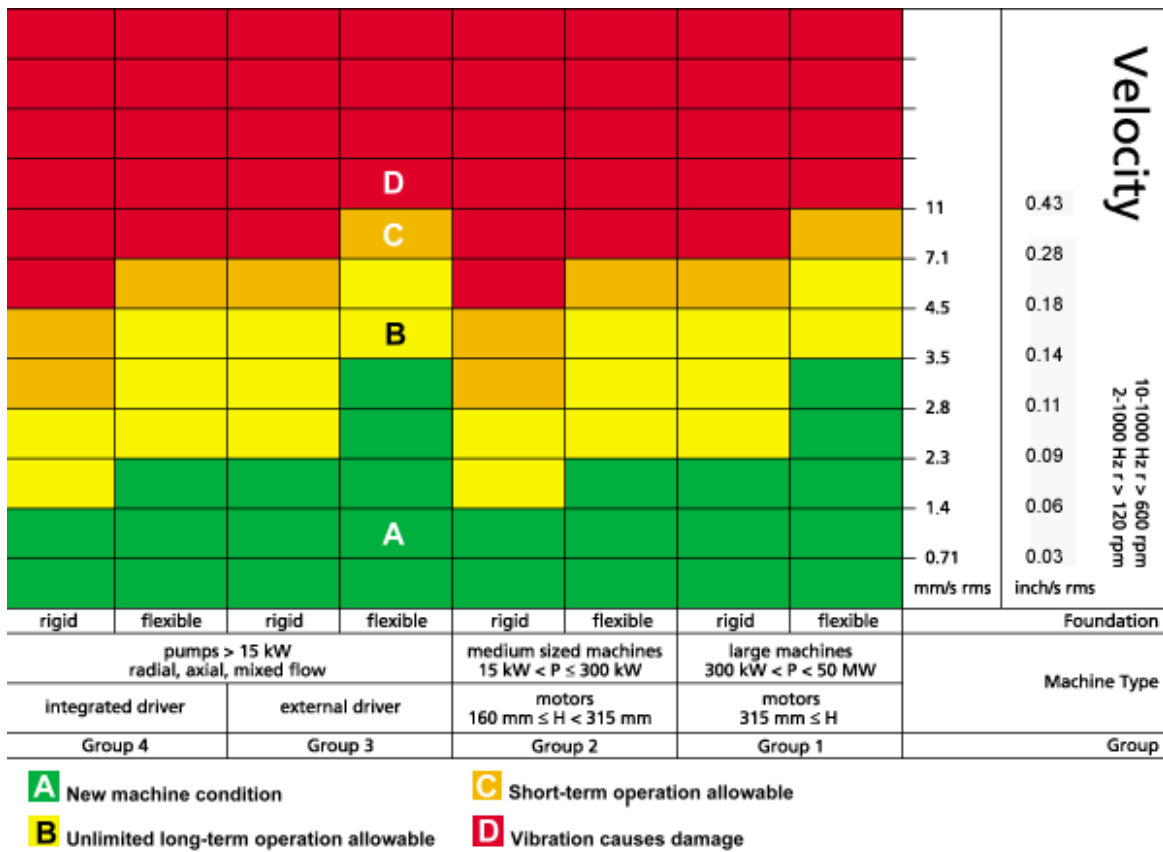 Velocity
10-1000 Hz r > 600 rpm
2-1000 Hz r > 120 rpm
D
C
B
A
11 0.43
7.1 0.28
4.5 0.18
3.5 0.14
2.8 0.11
2.3 0.09
1.4 0.06
0.71 0.03
mm/s rms inch/s rms
rigid flexible rigid flexible rigid flexible rigid flexible Foundation
pumps > 15 kW
radial, axial, mixed flow
medium sized machines
15 kW < P ≤ 300 kW
large machines
300 kW < P < 50 MW
Machine Type
integrated driver
external driver
motors
160 mm ≤ H < 315 mm
motors
315 mm ≤ H
Group 4 Group 3 Group 2 Group 1 Group
A New machine condition
B Unlimited long-term operation allowable
C Short-term operation allowable
D Vibration causes damage